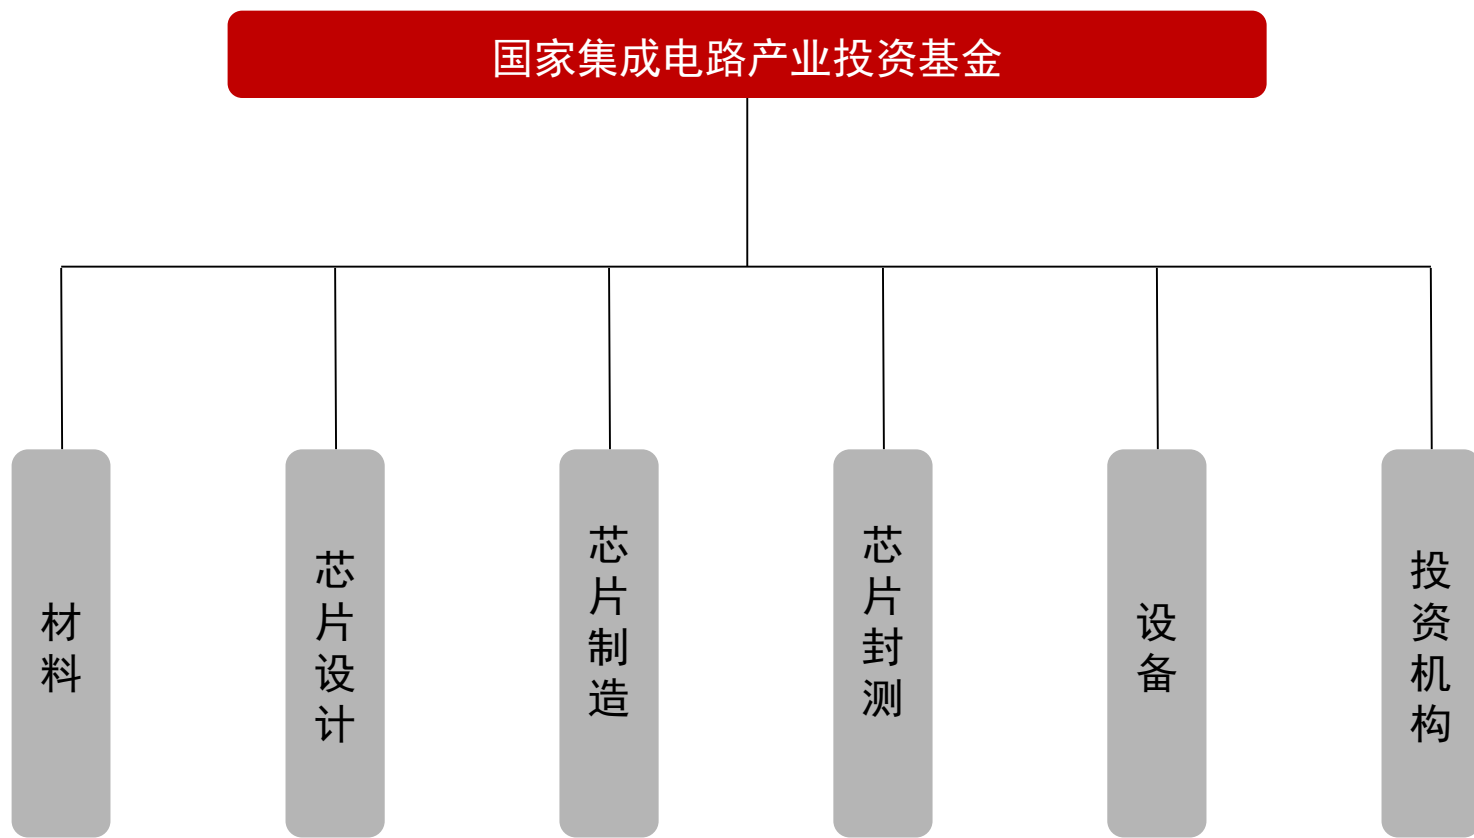 国家集成电路产业投资基金
材料
芯片设计
芯片制造
芯片封测
设备
投资机构